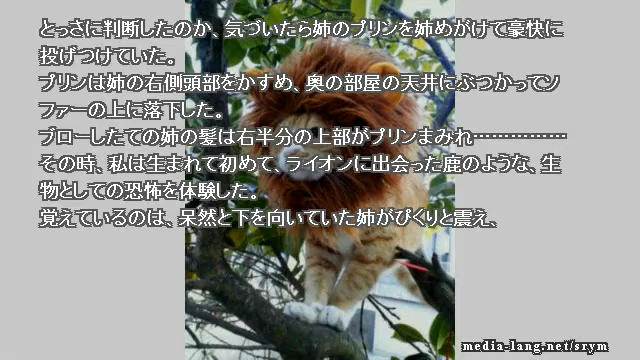 とっさに判断したのか、気づいたら姉のプリンを姉めがけて豪快に
投げつけていた。
プリンは姉の右側頭部をかすめ、奥の部屋の天井にぶつかってソ
ファーの上に落下した。
ブローしたての姉の髪は右半分の上部がプリンまみれ……………
その時、私は生まれて初めて、ライオンに出会った鹿のような、生
物としての恐怖を体験した。
覚えているのは、呆然と下を向いていた姉がぴくりと震え、
media-lang.net/srym